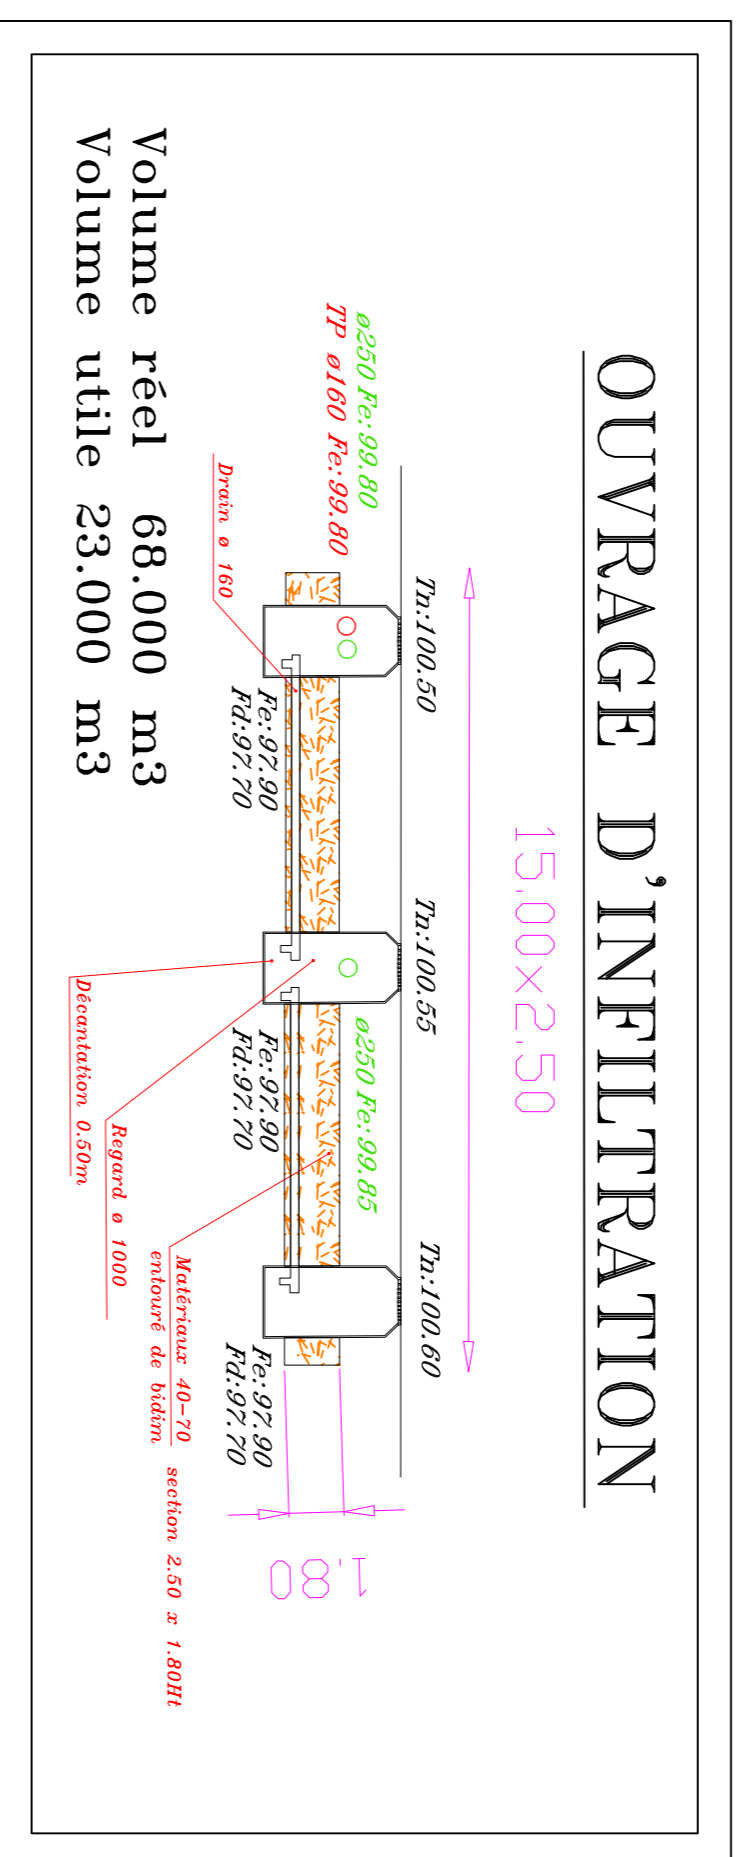 OUVRAGE D'INFILTRATION
15.00x2.50
Tn:100.50
Tn:100.55
Tn:100.60
ø250 Fe:99.80
TP ø160 Fe:99.80
ø250 Fe:99.85
1.80
Fe:97.90
Fd:97.70
Fe:97.90
Fd:97.70
Fe:97.90
Fd:97.70
Drain ø 160
Matériaux 40-70
entouré de bidim
section 2.50 x 1.80Ht
Regard ø 1000
Décantation 0.50m
Volume réel 68.000 m3
Volume utile 23.000 m3